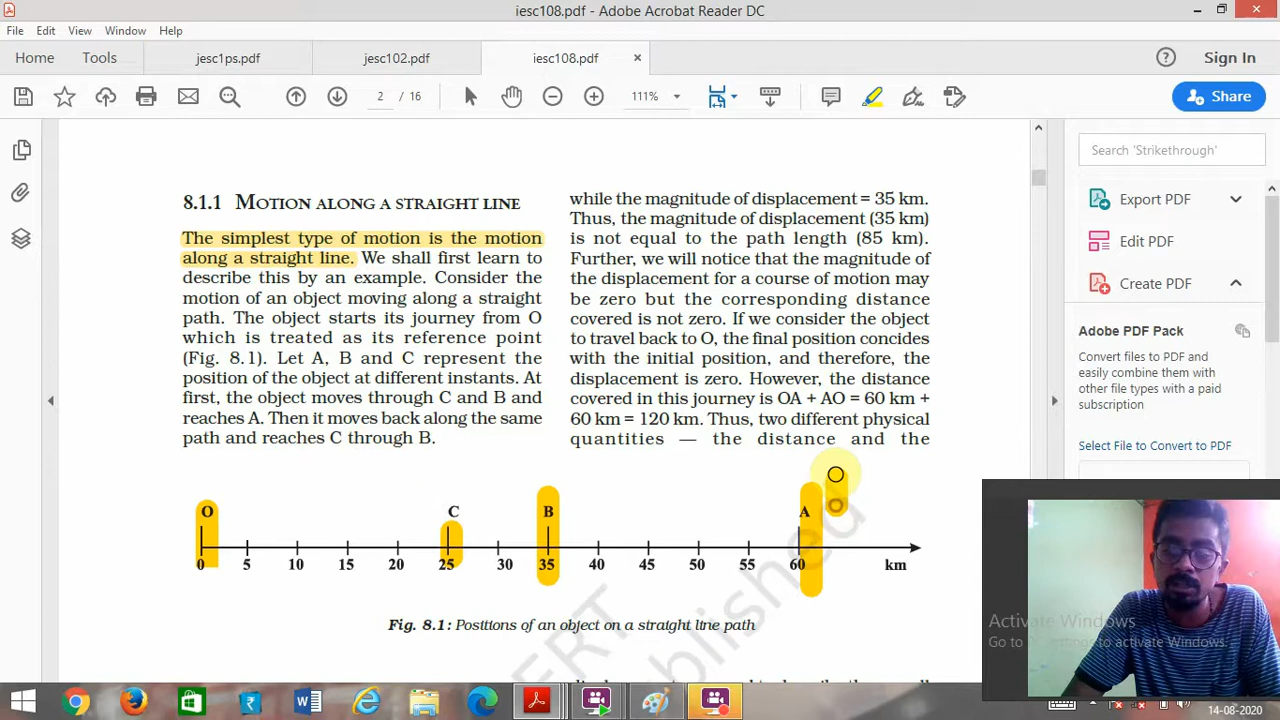 iesc108.pdf - Adobe Acrobat Reader DC
File Edit View Window Help
Home Tools jesc1ps.pdf jesc102.pdf iesc108.pdf × Sign In
2 / 16 111% Share
8.1.1 MOTION ALONG A STRAIGHT LINE
The simplest type of motion is the motion
along a straight line. We shall first learn to
describe this by an example. Consider the
motion of an object moving along a straight
path. The object starts its journey from O
which is treated as its reference point
(Fig. 8.1). Let A, B and C represent the
position of the object at different instants. At
first, the object moves through C and B and
reaches A. Then it moves back along the same
path and reaches C through B.
while the magnitude of displacement = 35 km.
Thus, the magnitude of displacement (35 km)
is not equal to the path length (85 km).
Further, we will notice that the magnitude of
the displacement for a course of motion may
be zero but the corresponding distance
covered is not zero. If we consider the object
to travel back to O, the final position concides
with the initial position, and therefore, the
displacement is zero. However, the distance
covered in this journey is OA + AO = 60 km +
60 km = 120 km. Thus, two different physical
quantities — the distance and the
O C B A
0 5 10 15 20 25 30 35 40 45 50 55 60 km
Fig. 8.1: Positions of an object on a straight line path
Search 'Strikethrough'
Export PDF
Edit PDF
Create PDF
Adobe PDF Pack
Convert files to PDF and
easily combine them with
other file types with a paid
subscription
Select File to Convert to PDF
Activate Windows
to activate Windows.
14-08-2020